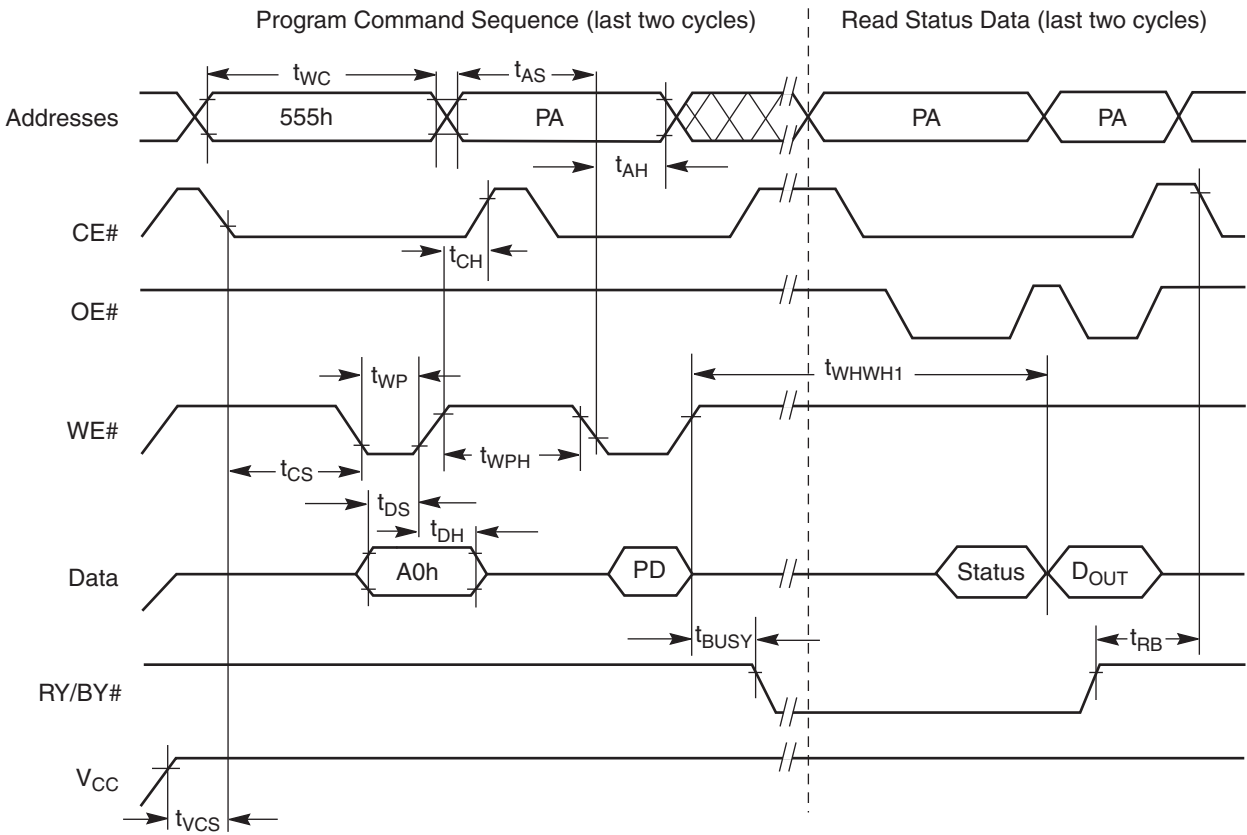 Program Command Sequence (last two cycles)
Read Status Data (last two cycles)
tWC
tAS
Addresses
555h
PA
PA
PA
tAH
CE#
tCH
OE#
tWP
tWHWH1
WE#
tCS
tWPH
tDS
tDH
Data
A0h
PD
Status
DOUT
tBUSY
tRB
RY/BY#
VCC
tVCS